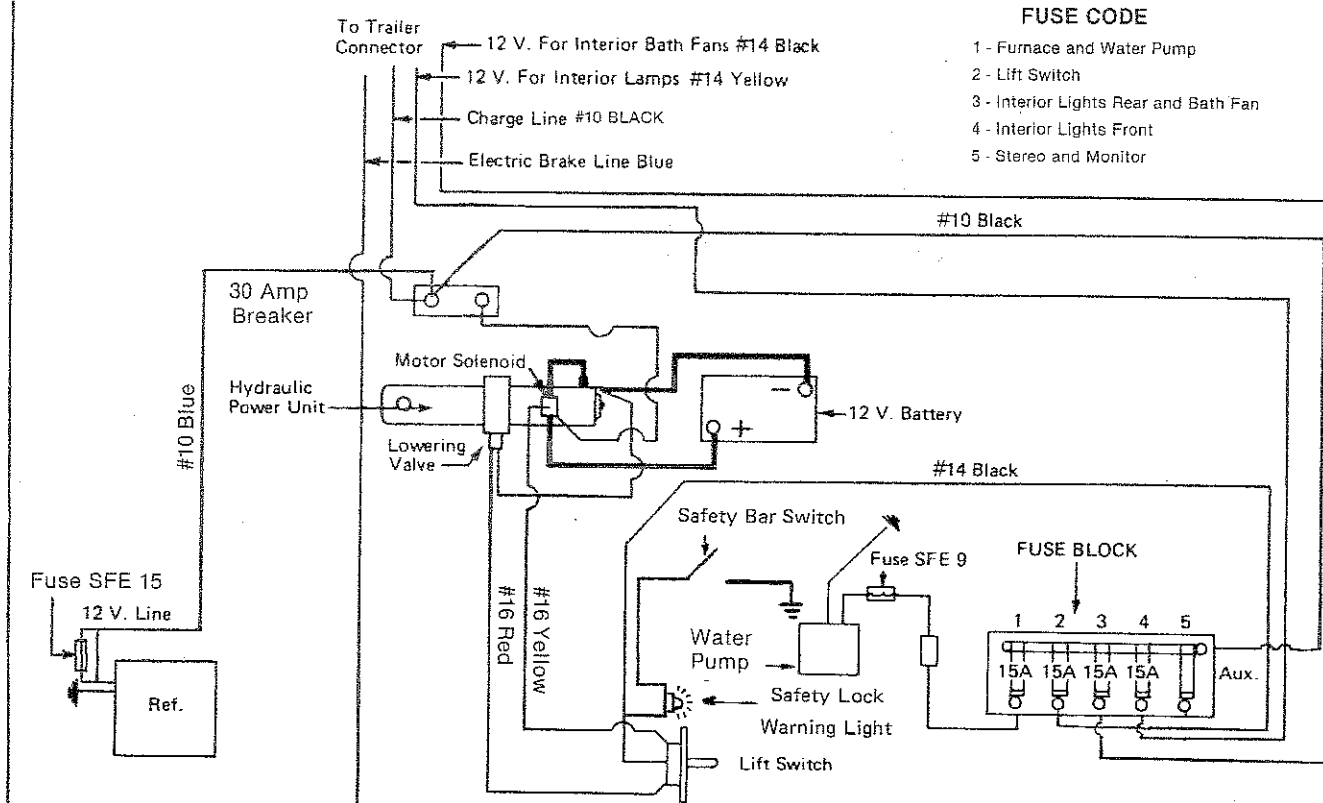 To Trailer
Connector
12 V. For Interior Bath Fans #14 Black
12 V. For Interior Lamps #14 Yellow
Charge Line #10 BLACK
Electric Brake Line Blue
FUSE CODE
1 - Furnace and Water Pump
2 - Lift Switch
3 - Interior Lights Rear and Bath Fan
4 - Interior Lights Front
5 - Stereo and Monitor
#10 Black
30 Amp
Breaker
Motor Solenoid
Hydraulic
Power Unit
#10 Blue
Lowering
Valve
- +
12 V. Battery
#14 Black
Safety Bar Switch
Fuse SFE 9
FUSE BLOCK
Fuse SFE 15
12 V. Line
Ref.
#16 Red
#16 Yellow
Water
Pump
1 2 3 4 5
15A 15A 15A 15A
Aux.
Safety Lock
Warning Light
Lift Switch